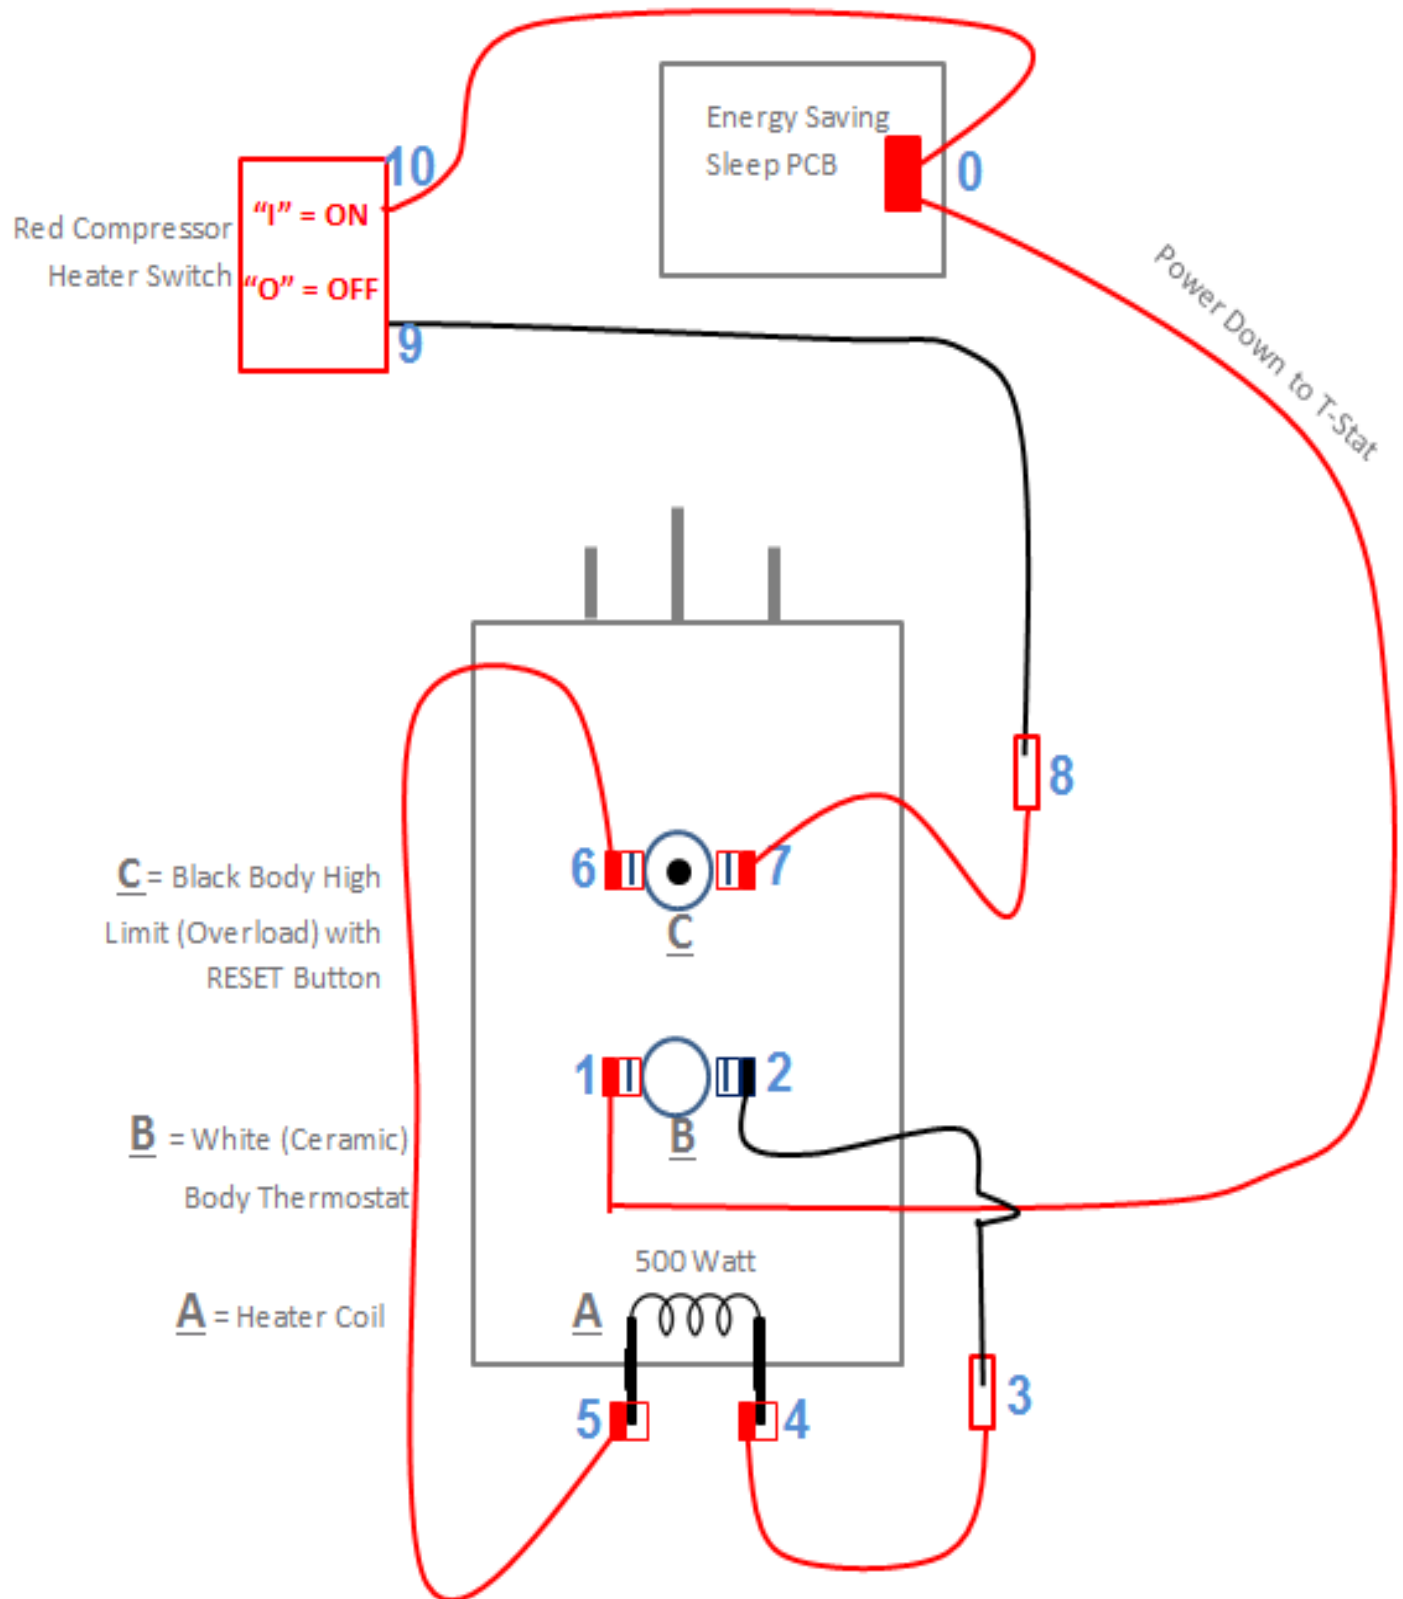 Energy Saving
Sleep PCB
0
10
"I" = ON
"O" = OFF
Red Compressor
Heater Switch
9
Power Down to T-Stat
8
6
7
C
C = Black Body High
Limit (Overload) with
RESET Button
1
2
B
B = White (Ceramic)
Body Thermostat
500 Watt
A
A = Heater Coil
3
5
4